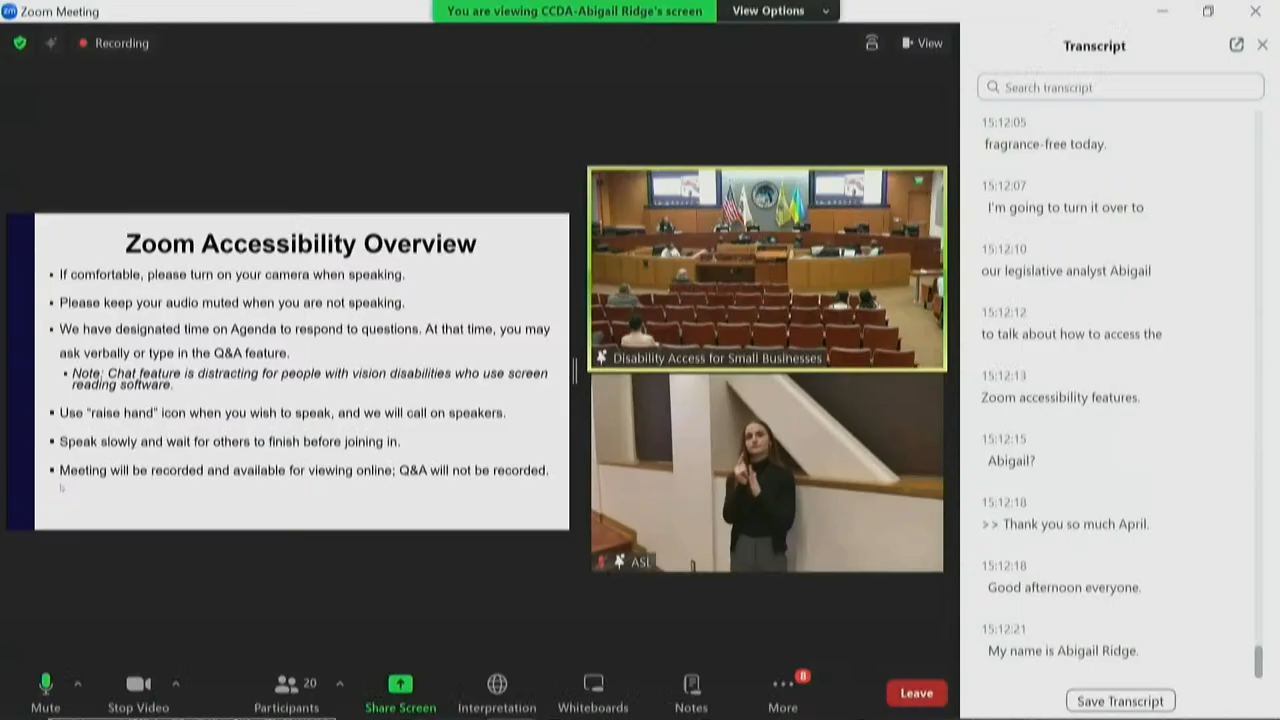 Zoom Meeting
You are viewing CCDA-Abigail Ridge's screen
View Options
Recording
View
Zoom Accessibility Overview
▪ If comfortable, please turn on your camera when speaking.
▪ Please keep your audio muted when you are not speaking.
▪ We have designated time on Agenda to respond to questions. At that time, you may
ask verbally or type in the Q&A feature.
▪ Note: Chat feature is distracting for people with vision disabilities who use screen
reading software.
▪ Use "raise hand" icon when you wish to speak, and we will call on speakers.
▪ Speak slowly and wait for others to finish before joining in.
▪ Meeting will be recorded and available for viewing online; Q&A will not be recorded.
Disability Access for Small Businesses
ASL
Transcript
Search transcript
15:12:05
fragrance-free today.
15:12:07
I'm going to turn it over to
15:12:10
our legislative analyst Abigail
15:12:12
to talk about how to access the
15:12:13
Zoom accessibility features.
15:12:15
Abigail?
15:12:18
>> Thank you so much April.
15:12:18
Good afternoon everyone.
15:12:21
My name is Abigail Ridge.
Save Transcript
Mute
Stop Video
20
Participants
Share Screen
Interpretation
Whiteboards
Notes
8
More
Leave